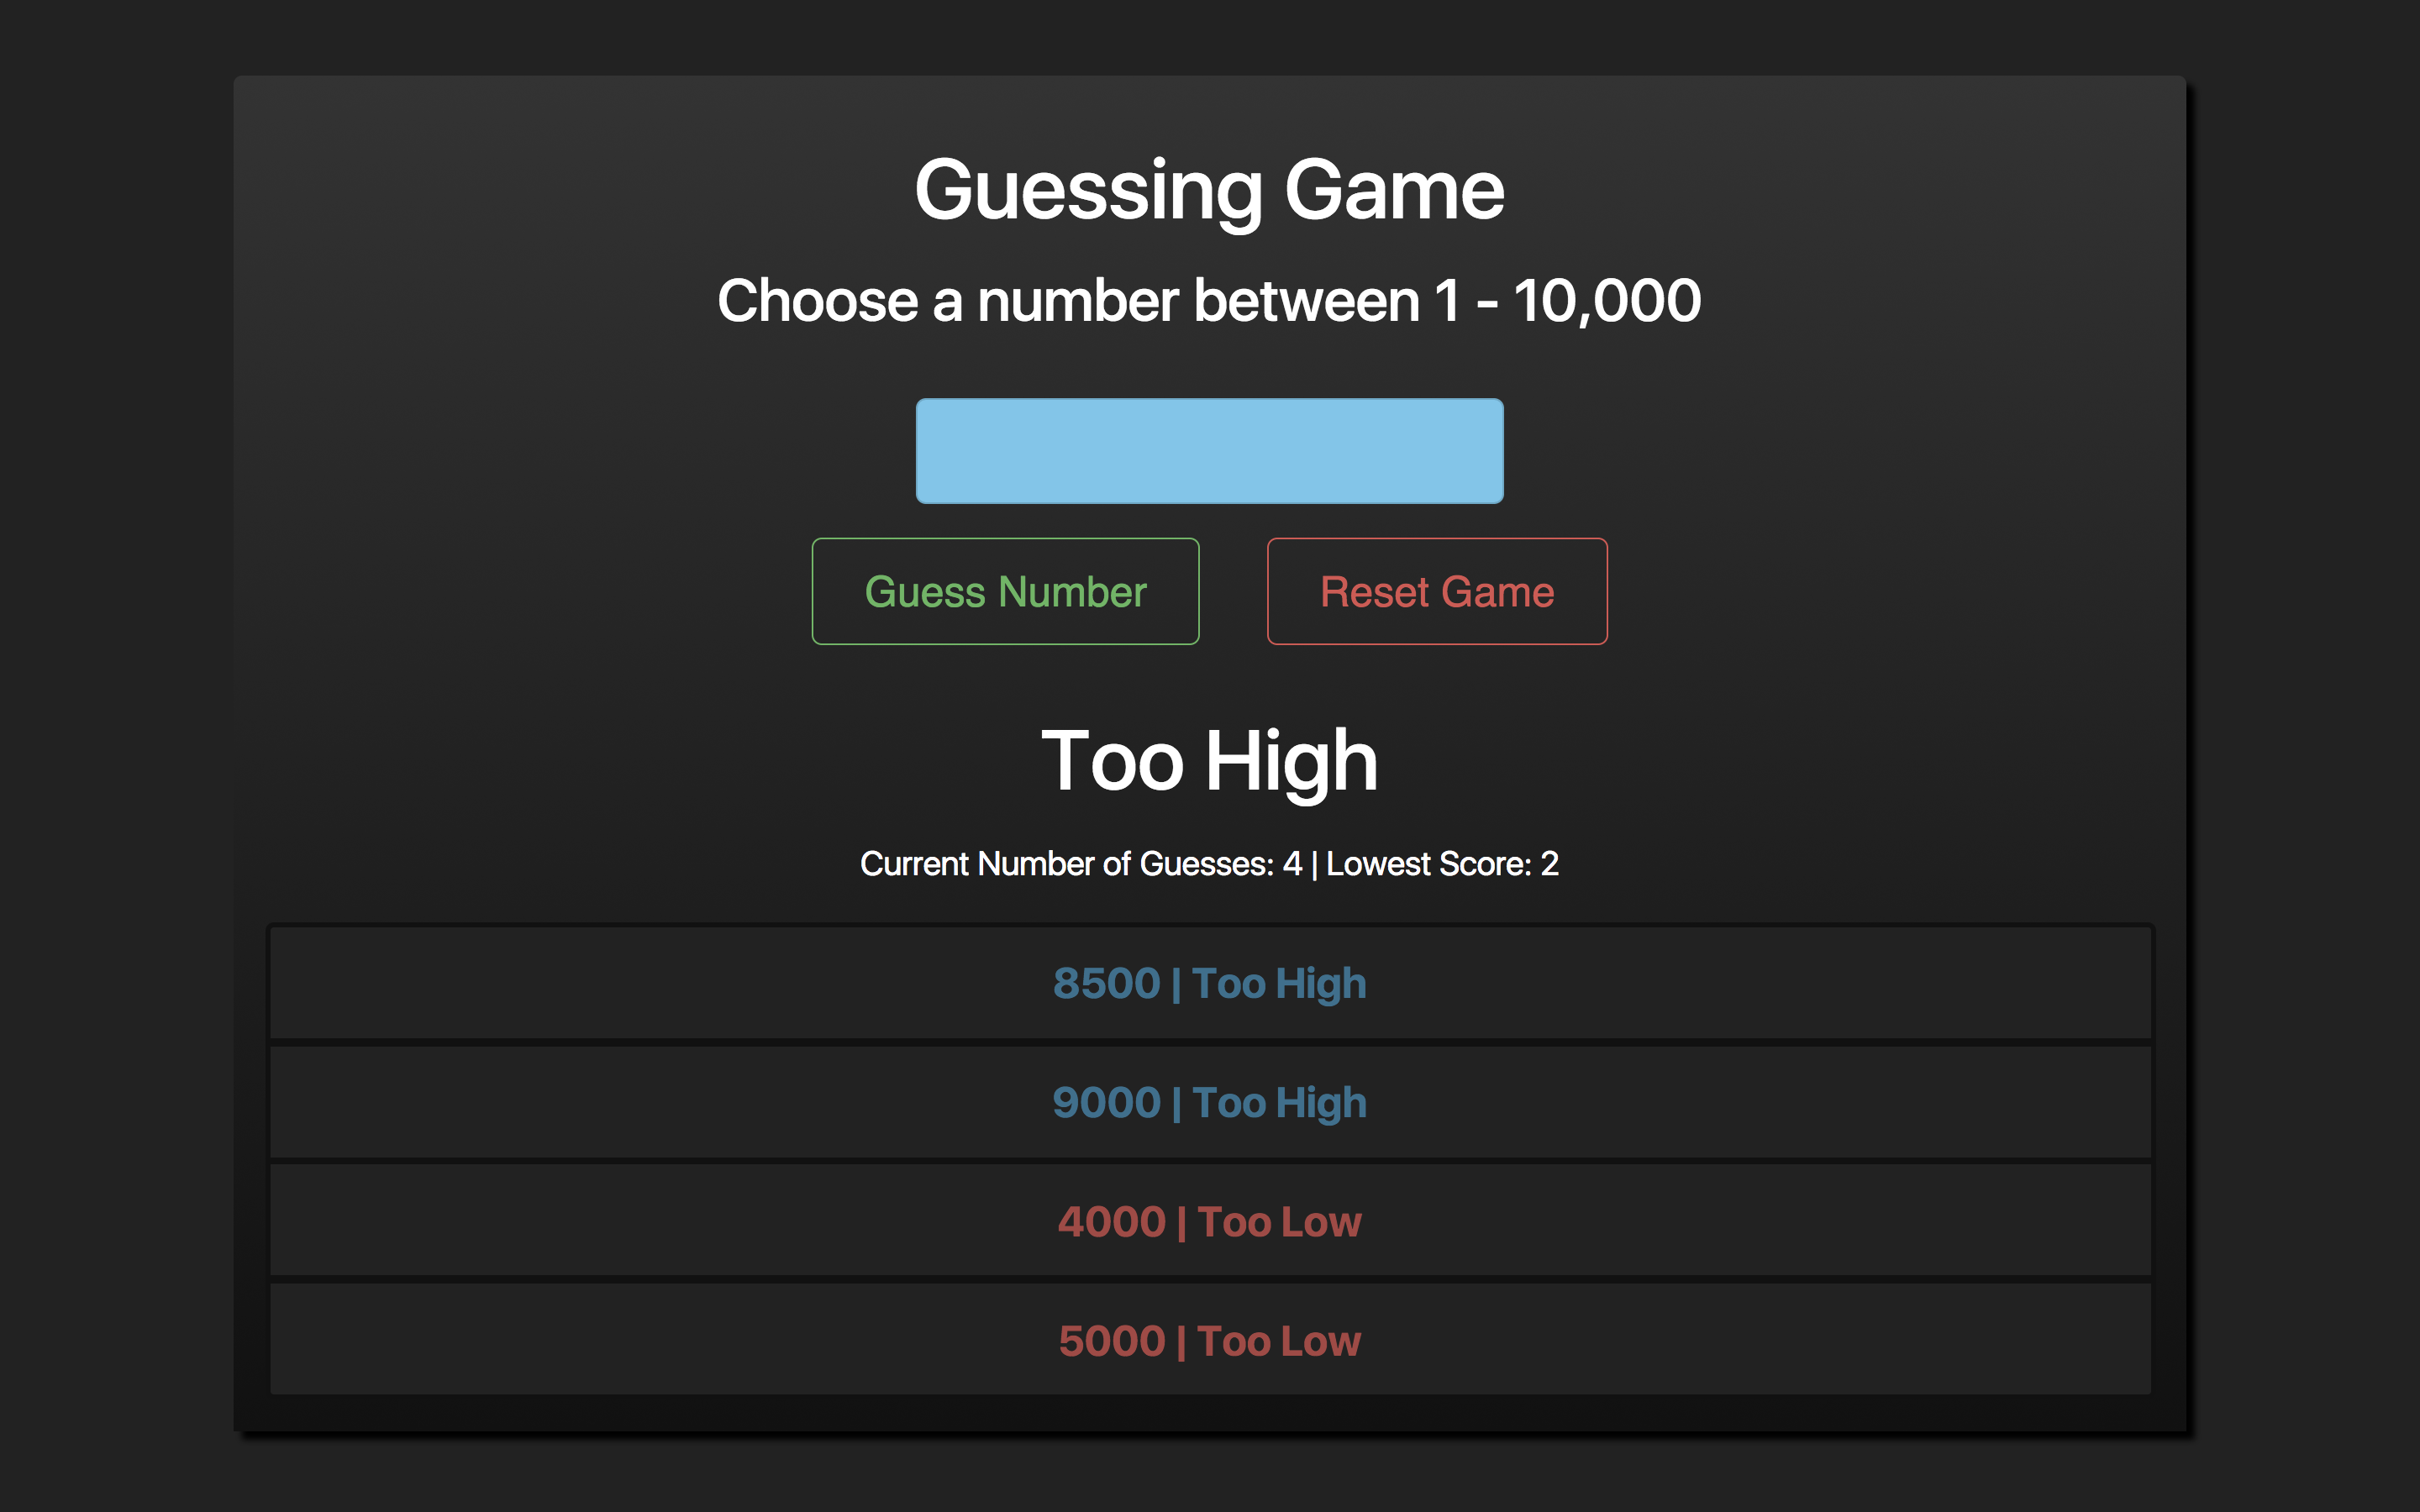 Guessing Game
Choose a number between 1 - 10,000
Guess Number Reset Game
Too High
Current Number of Guesses: 4 | Lowest Score: 2
8500 | Too High
9000 | Too High
4000 | Too Low
5000 | Too Low